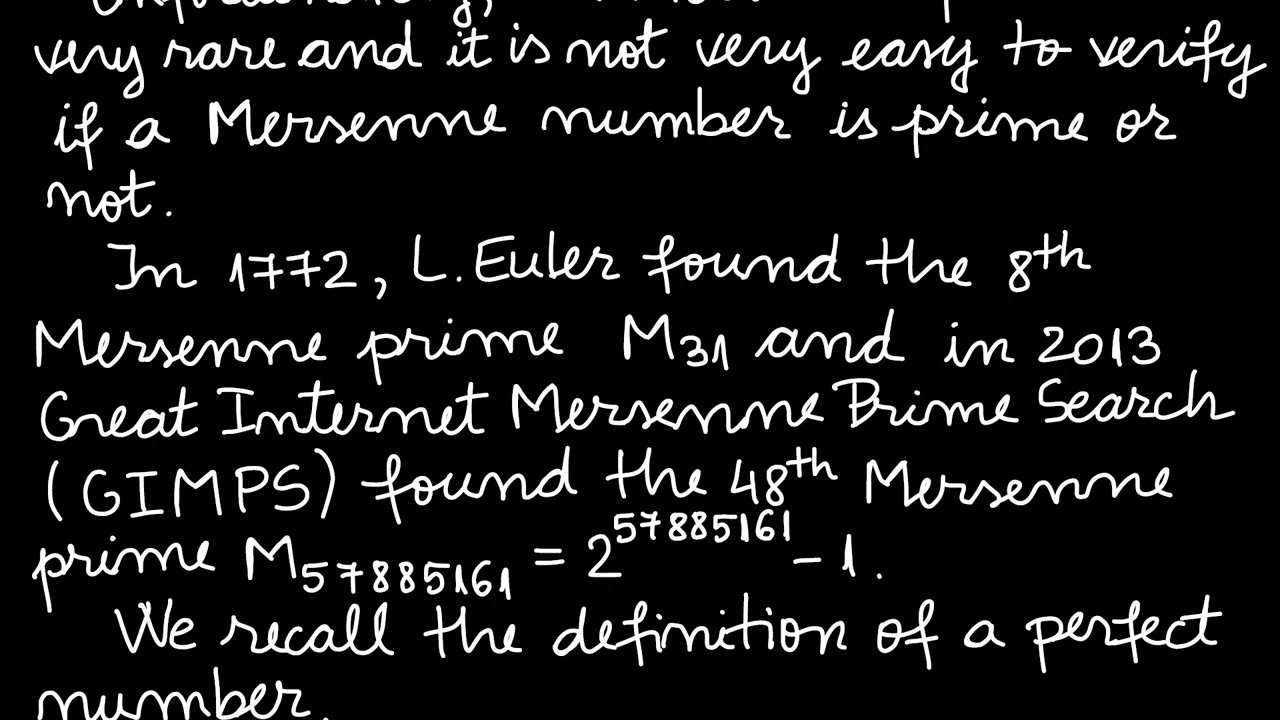 very rare and it is not very easy to verify
if a Mersenne number is prime or
not.
In 1772, L. Euler found the 8th
Mersenne prime M31 and in 2013
Great Internet Mersenne Prime Search
(GIMPS) found the 48th Mersenne
prime M57885161 = 2^57885161 - 1.
We recall the definition of a perfect
number.